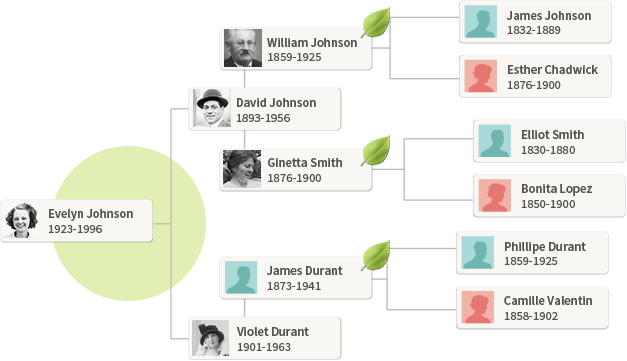 James Johnson
1832-1889
William Johnson
1859-1925
Esther Chadwick
1876-1900
David Johnson
1893-1956
Elliot Smith
1830-1880
Ginetta Smith
1876-1900
Bonita Lopez
1850-1900
Evelyn Johnson
1923-1996
Phillipe Durant
1859-1925
James Durant
1873-1941
Camille Valentin
1858-1902
Violet Durant
1901-1963